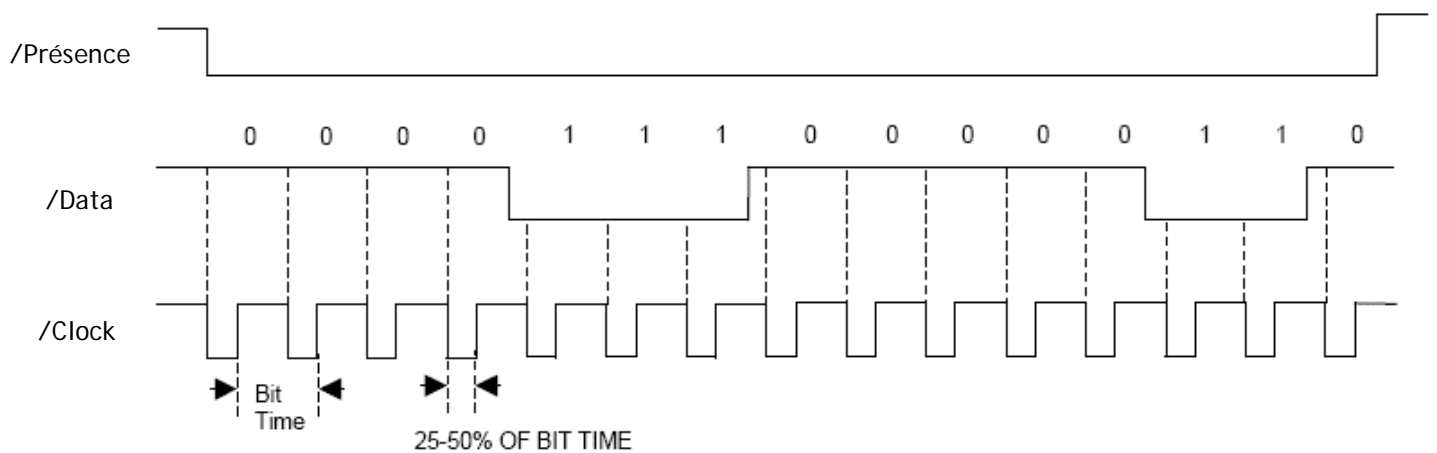 /Présence
0 0 0 0 1 1 1 0 0 0 0 0 1 1 0
/Data
/Clock
Bit
Time
25-50% OF BIT TIME